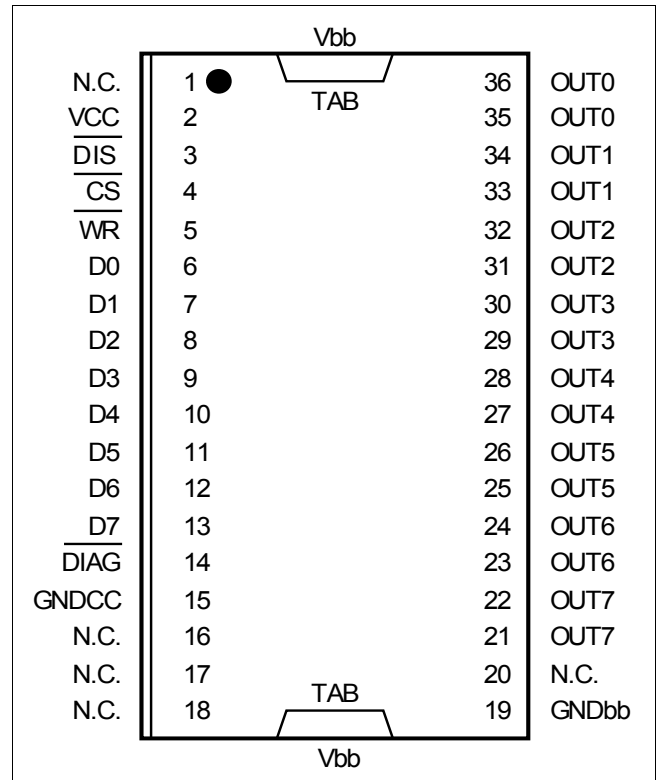 Vbb
TAB
N.C. 1 36 OUT0
VCC 2 35 OUT0
DIS 3 34 OUT1
CS 4 33 OUT1
WR 5 32 OUT2
D0 6 31 OUT2
D1 7 30 OUT3
D2 8 29 OUT3
D3 9 28 OUT4
D4 10 27 OUT4
D5 11 26 OUT5
D6 12 25 OUT5
D7 13 24 OUT6
DIAG 14 23 OUT6
GNDCC 15 22 OUT7
N.C. 16 21 OUT7
N.C. 17 20 N.C.
TAB
N.C. 18 19 GNDbb
Vbb